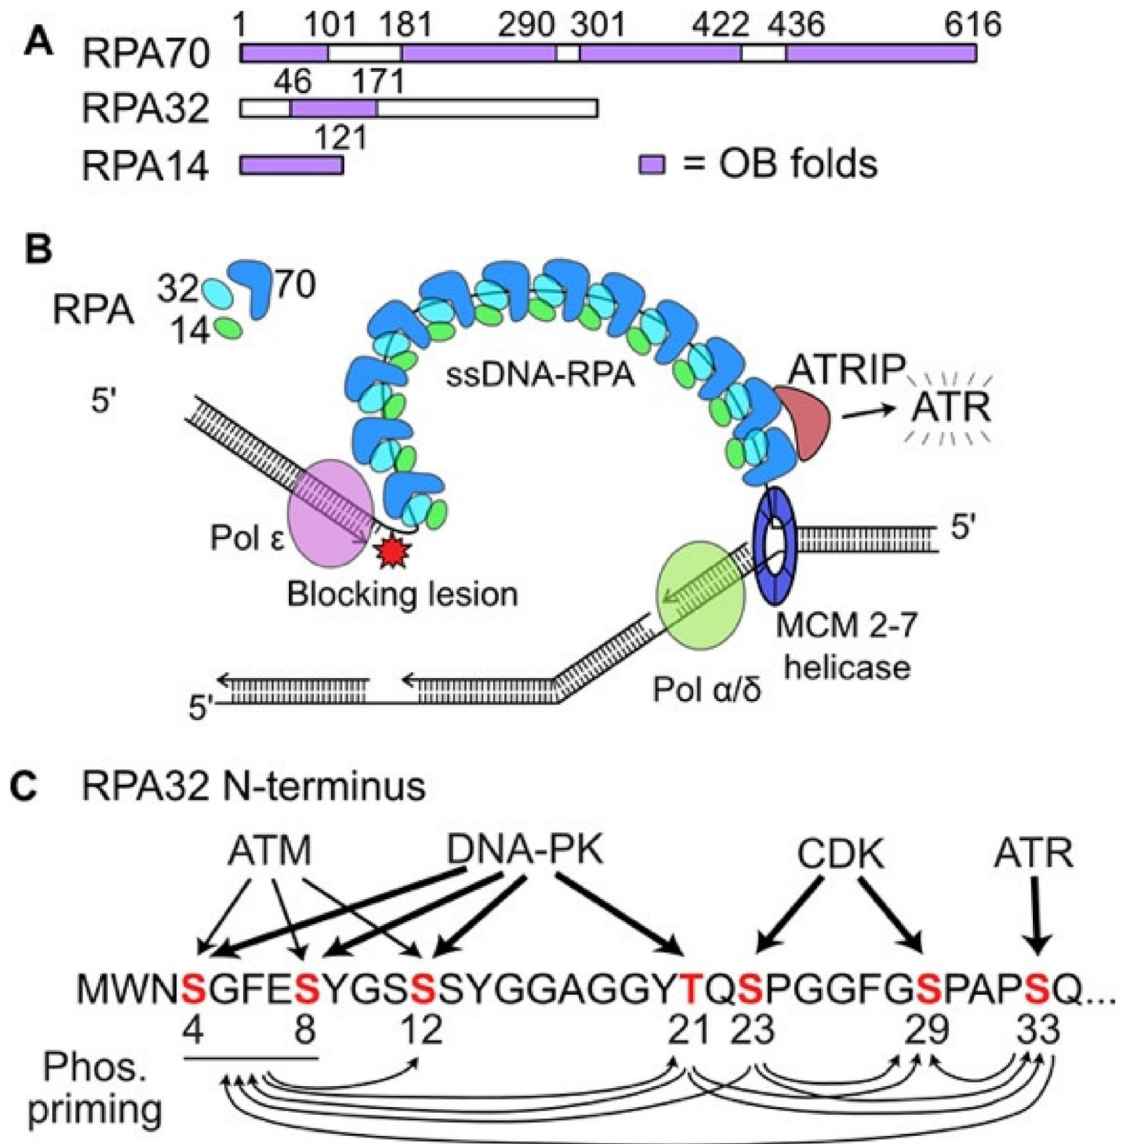 A
1 101 181 290 301 422 436 616
RPA70
46 171
RPA32
121
RPA14
= OB folds
B
RPA
32
70
14
ssDNA-RPA
ATRIP
ATR
5'
Pol ε
Blocking lesion
5'
MCM 2-7
helicase
Pol α/δ
5'
C RPA32 N-terminus
ATM DNA-PK CDK ATR
MWNSGFESYGSSSYGGAGGYTQSPGGFGSPAPSQ...
4 8 12 21 23 29 33
Phos.
priming